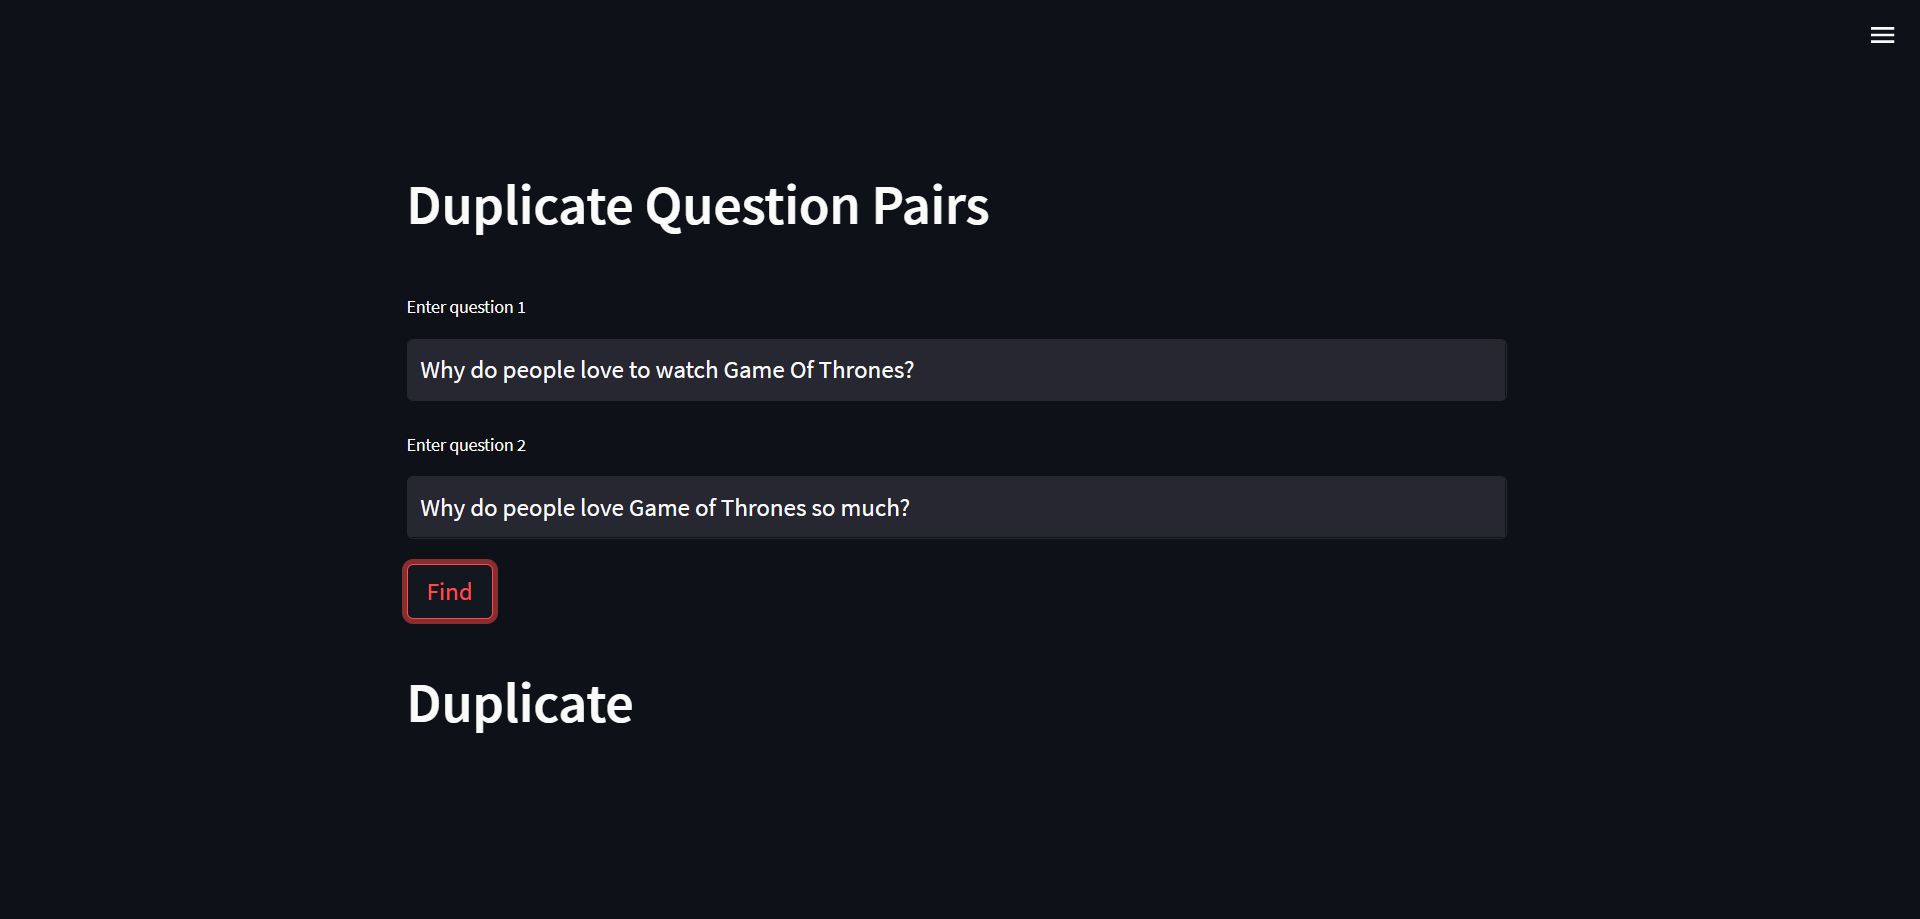 Duplicate Question Pairs
Enter question 1
Why do people love to watch Game Of Thrones?
Enter question 2
Why do people love Game of Thrones so much?
Find
Duplicate